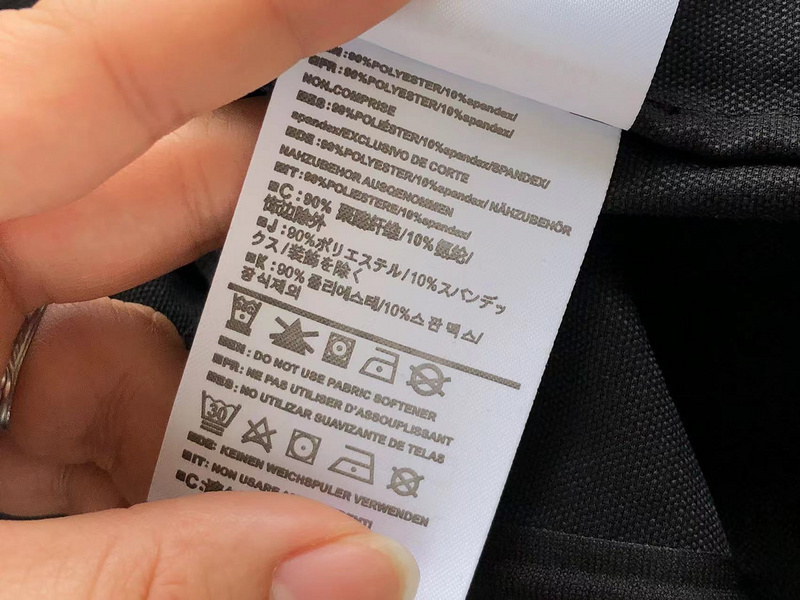 ■FR : 90%POLYESTER/10%spandex/
NON.COMPRISE
■ES : 90%POLIÉSTER/10%spandex/SPANDEX/
spandex/EXCLUSIVO DE CORTE
■DE : 90%POLYESTER/10%spandex/ NÄHZUBEHÖR
NAHZUBEHOR AUSGENOMMEN
■IT : 90%POLIESTERE/10%spandex/
■C : 90% /10%
■J : 90%ポリエステル/10%スパンデッ
クス/装飾を除く
■K : 90% 폴리에스테/10%스판덱스/
장식제외
■EN : DO NOT USE FABRIC SOFTENER
■FR : NE PAS UTILISER D'ASSOUPLISSANT
■ES : NO UTILIZAR SUAVIZANTE DE TELAS
30
■DE : KEINEN WEICHSPULER VERWENDEN
■IT : NON USARE
■C :